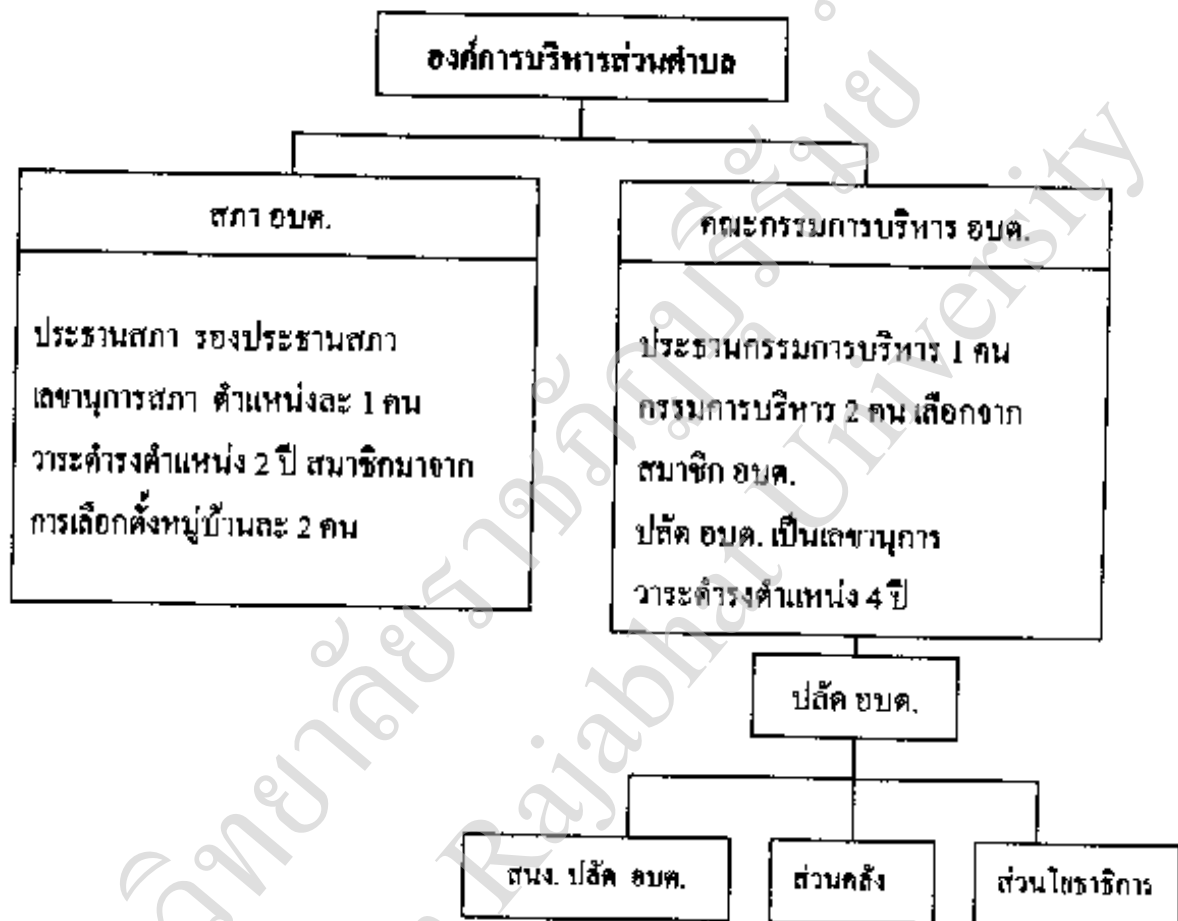 องค์การบริหารส่วนตำบล
สภา อบต.
ประธานสภา รองประธานสภา
เลขานุการสภา ตำแหน่งละ 1 คน
วาระดำรงตำแหน่ง 2 ปี สมาชิกมาจาก
การเลือกตั้งหมู่บ้านละ 2 คน
คณะกรรมการบริหาร อบต.
ประธานกรรมการบริหาร 1 คน
กรรมการบริหาร 2 คน เลือกจาก
สมาชิก อบต.
ปลัด อบต. เป็นเลขานุการ
วาระดำรงตำแหน่ง 4 ปี
ปลัด อบต.
สนง. ปลัด อบต.
ส่วนคลัง
ส่วนโยธาธิการ
Rajabhat University